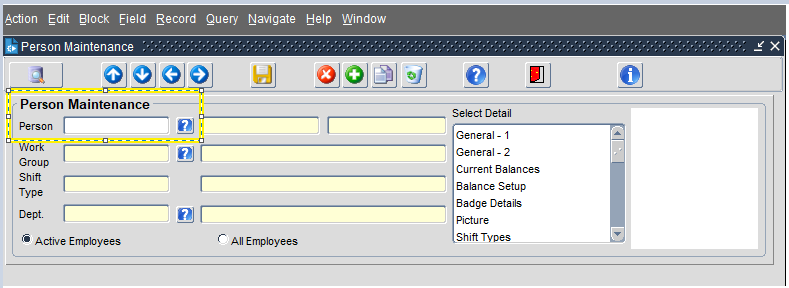 Action Edit Block Field Record Query Navigate Help Window
Person Maintenance
Person Maintenance
Person
Work
Group
Shift
Type
Dept.
Active Employees All Employees
Select Detail
General - 1
General - 2
Current Balances
Balance Setup
Badge Details
Picture
Shift Types